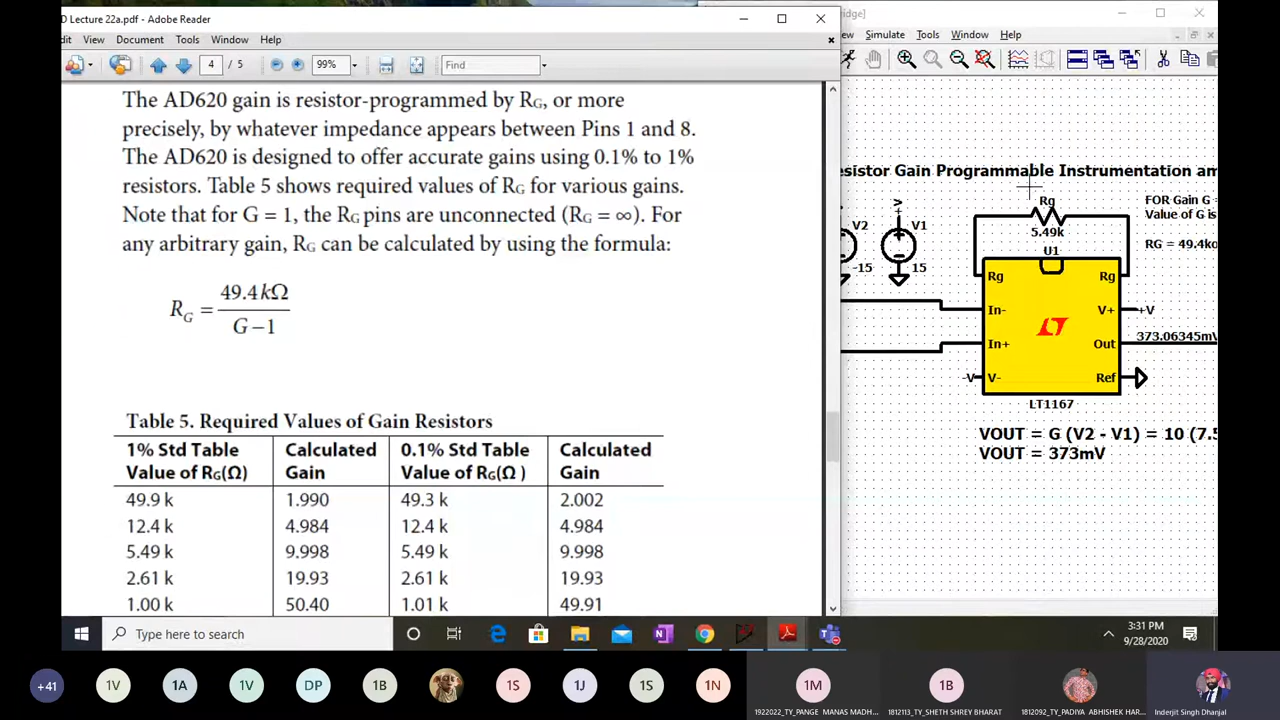 D Lecture 22a.pdf - Adobe Reader
dit View Document Tools Window Help
4 / 5 99% Find
The AD620 gain is resistor-programmed by RG, or more
precisely, by whatever impedance appears between Pins 1 and 8.
The AD620 is designed to offer accurate gains using 0.1% to 1%
resistors. Table 5 shows required values of RG for various gains.
Note that for G = 1, the RG pins are unconnected (RG = ∞). For
any arbitrary gain, RG can be calculated by using the formula:
RG = 49.4kΩ / G−1
Table 5. Required Values of Gain Resistors
1% Std Table Calculated 0.1% Std Table Calculated
Value of RG(Ω) Gain Value of RG(Ω ) Gain
49.9 k 1.990 49.3 k 2.002
12.4 k 4.984 12.4 k 4.984
5.49 k 9.998 5.49 k 9.998
2.61 k 19.93 2.61 k 19.93
1.00 k 50.40 1.01 k 49.91
idge]
ew Simulate Tools Window Help
esistor Gain Programmable Instrumentation am
Rg
5.49k
U1
FOR Gain G =
Value of G is
RG = 49.4ko
V2 V1
-15 15
+
V
Rg Rg
In- V+ +V
In+ Out 373.06345mV
-V V- Ref
LT1167
VOUT = G (V2 - V1) = 10 (7.5
VOUT = 373mV
Type here to search
3:31 PM
9/28/2020
+41 1V 1A 1V DP 1B 1S 1J 1S 1N 1M 1B
1922022_TY_PANGE MANAS MADH... 1812113_TY_SHETH SHREY BHARAT 1812092_TY_PADIYA ABHISHEK HAR... Inderjit Singh Dhanjal